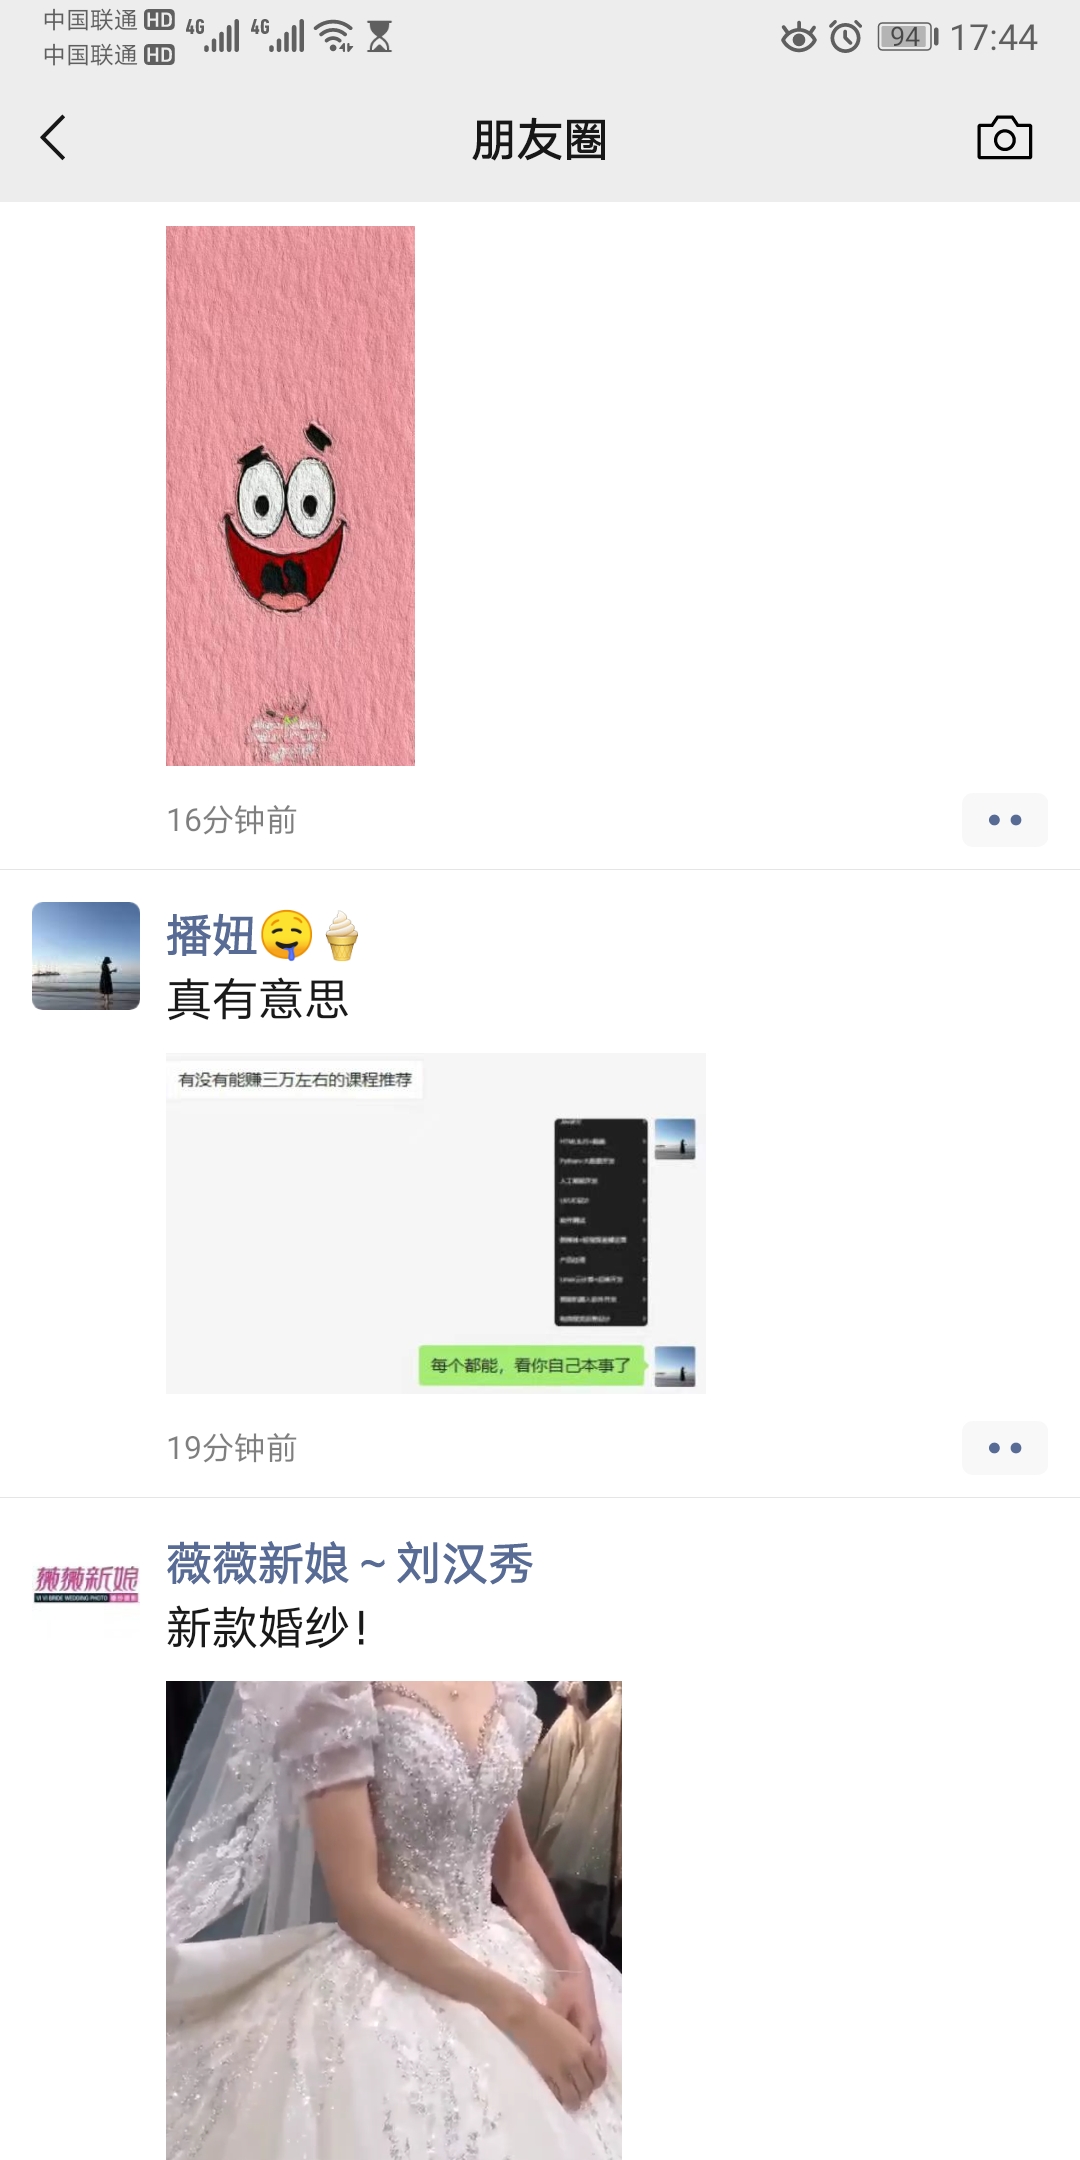 中国联通 HD 4G 4G 94 17:44
中国联通 HD
朋友圈
16分钟前
播妞
真有意思
有没有能赚三万左右的课程推荐
每个都能，看你自己本事了
19分钟前
薇薇新娘
VI VI BRIDE WEDDING PHOTO
薇薇新娘~刘汉秀
新款婚纱！